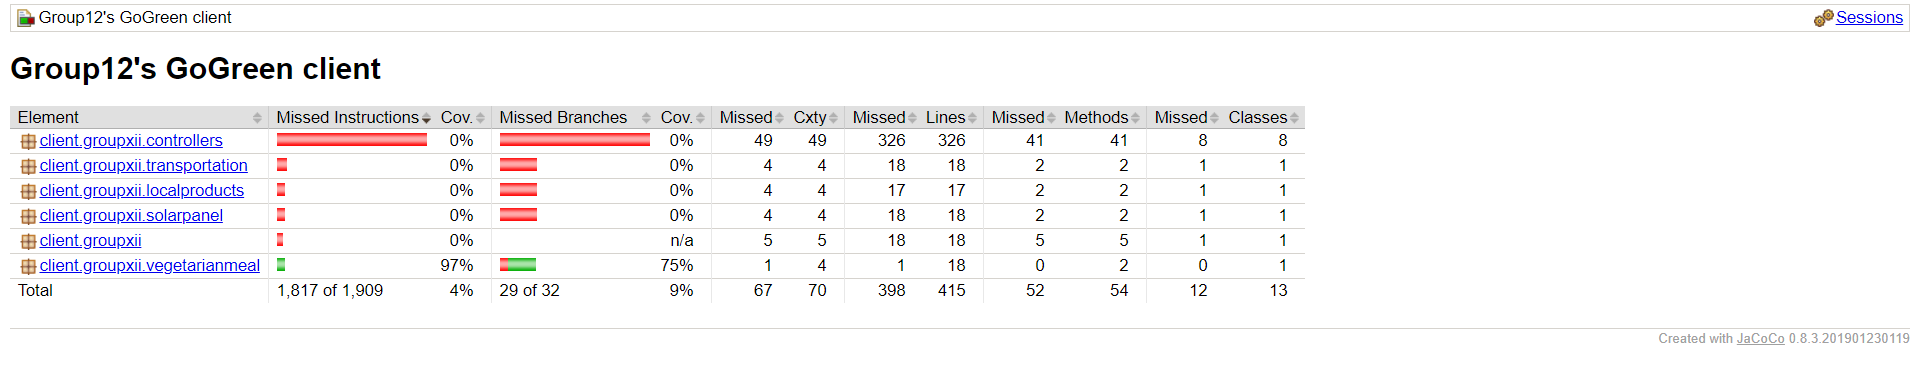 Group12's GoGreen client Sessions
Group12's GoGreen client
Element Missed Instructions Cov. Missed Branches Cov. Missed Cxty Missed Lines Missed Methods Missed Classes
client.groupxii.controllers 0% 0% 49 49 326 326 41 41 8 8
client.groupxii.transportation 0% 0% 4 4 18 18 2 2 1 1
client.groupxii.localproducts 0% 0% 4 4 17 17 2 2 1 1
client.groupxii.solarpanel 0% 0% 4 4 18 18 2 2 1 1
client.groupxii 0% n/a 5 5 18 18 5 5 1 1
client.groupxii.vegetarianmeal 97% 75% 1 4 1 18 0 2 0 1
Total 1,817 of 1,909 4% 29 of 32 9% 67 70 398 415 52 54 12 13
Created with JaCoCo 0.8.3.201901230119